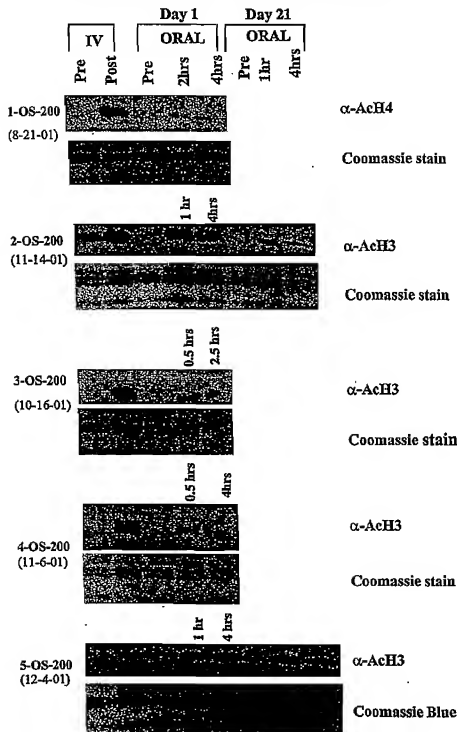 Day 1 Day 21
IV ORAL ORAL
Pre Post Pre 2hrs 4hrs Pre 1hr 4hrs
1-OS-200 α-AcH4
(8-21-01)
Coomassie stain
1 hr 4hrs
2-OS-200 α-AcH3
(11-14-01)
Coomassie stain
0.5 hrs 2.5 hrs
3-OS-200 α-AcH3
(10-16-01)
Coomassie stain
0.5 hrs 4hrs
α-AcH3
4-OS-200
(11-6-01) Coomassie stain
1 hr 4 hrs
5-OS-200 α-AcH3
(12-4-01)
Coomassie Blue